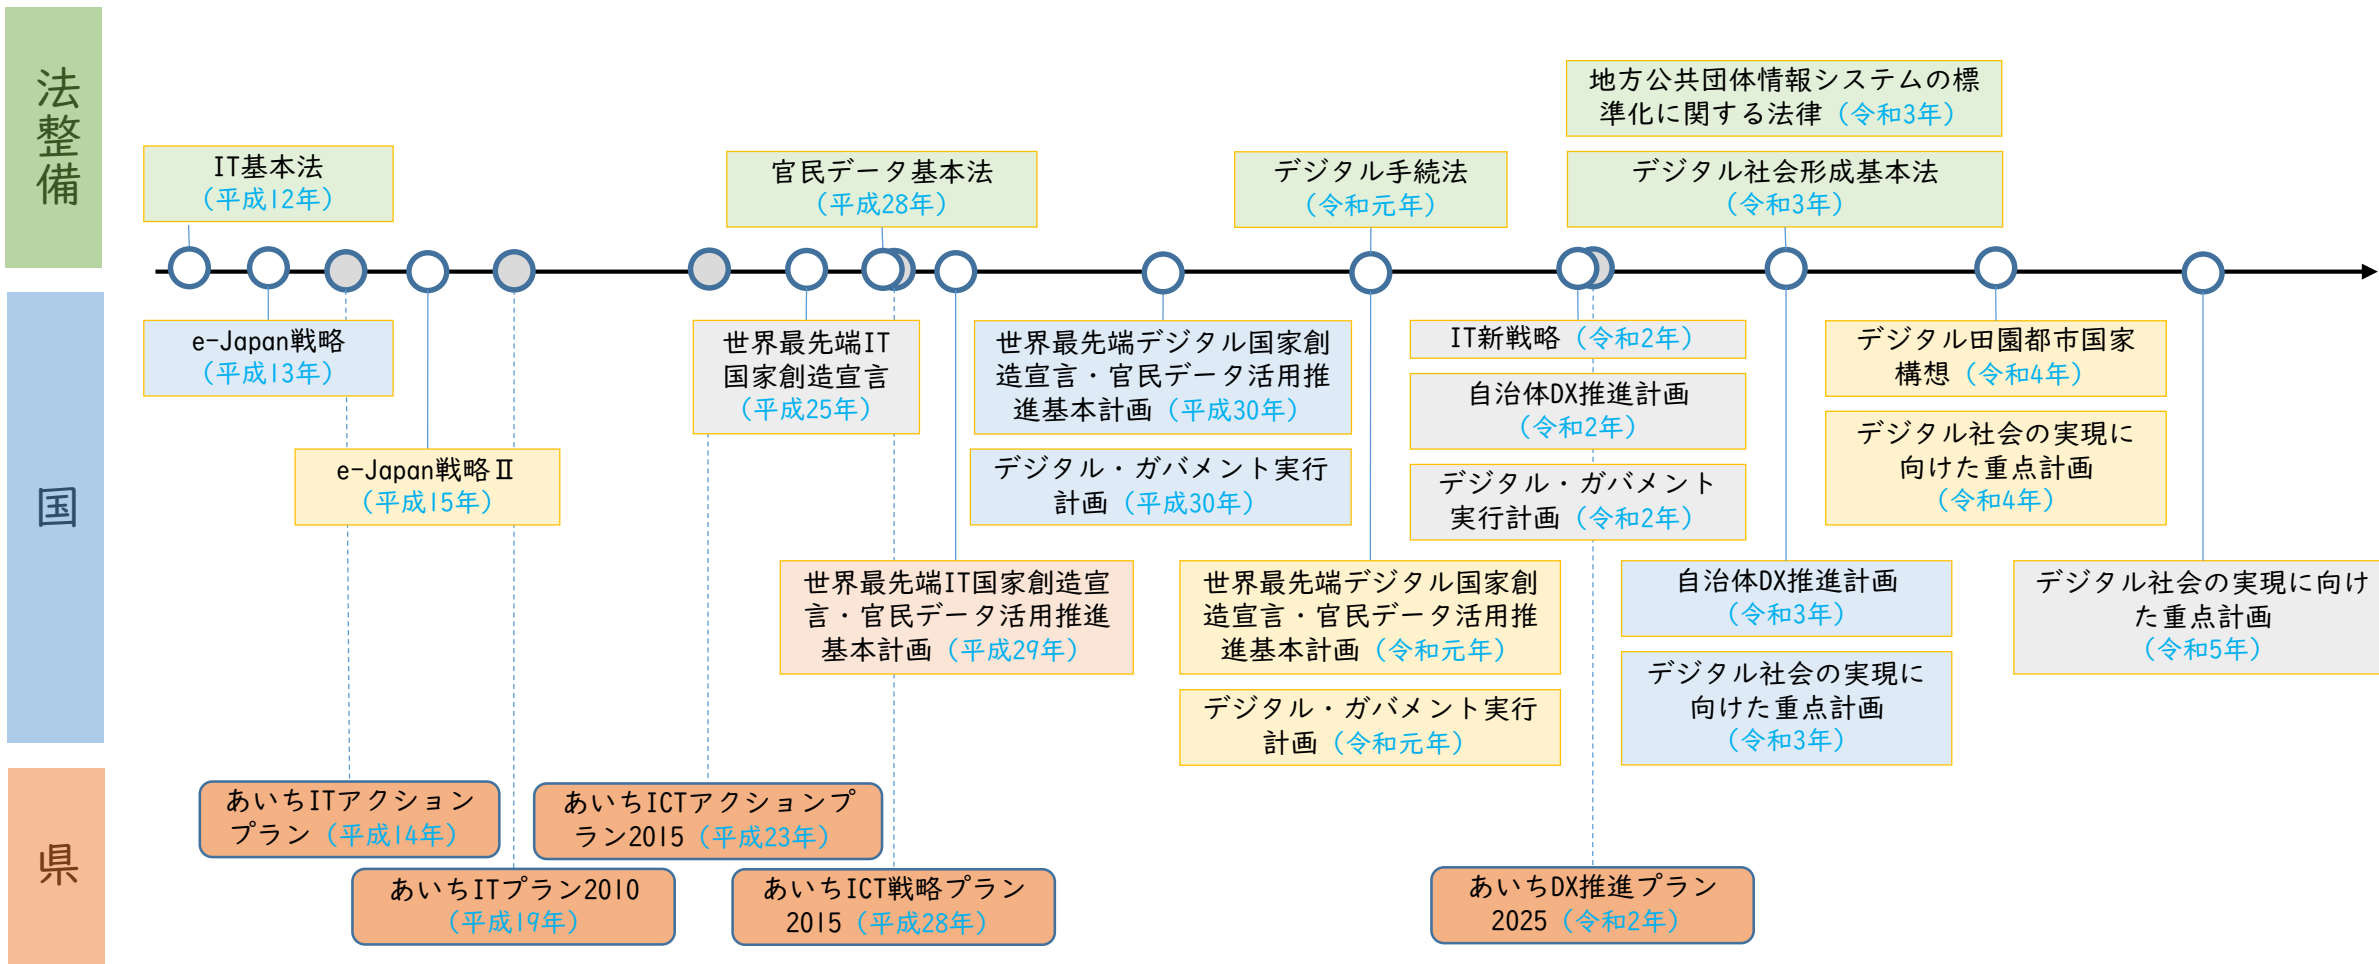 法整備
IT基本法
（平成12年）
官民データ基本法
（平成28年）
デジタル手続法
（令和元年）
地方公共団体情報システムの標
準化に関する法律（令和3年）
デジタル社会形成基本法
（令和3年）
国
e-Japan戦略
（平成13年）
e-Japan戦略Ⅱ
（平成15年）
世界最先端IT
国家創造宣言
（平成25年）
世界最先端IT国家創造宣
言・官民データ活用推進
基本計画（平成29年）
世界最先端デジタル国家創
造宣言・官民データ活用推
進基本計画（平成30年）
デジタル・ガバメント実行
計画（平成30年）
世界最先端デジタル国家創
造宣言・官民データ活用推
進基本計画（令和元年）
デジタル・ガバメント実行
計画（令和元年）
IT新戦略（令和2年）
自治体DX推進計画
（令和2年）
デジタル・ガバメント
実行計画（令和2年）
自治体DX推進計画
（令和3年）
デジタル社会の実現に
向けた重点計画
（令和3年）
デジタル田園都市国家
構想（令和4年）
デジタル社会の実現に
向けた重点計画
（令和4年）
デジタル社会の実現に向け
た重点計画
（令和5年）
県
あいちITアクション
プラン（平成14年）
あいちITプラン2010
（平成19年）
あいちICTアクションプ
ラン2015（平成23年）
あいちICT戦略プラン
2015（平成28年）
あいちDX推進プラン
2025（令和2年）